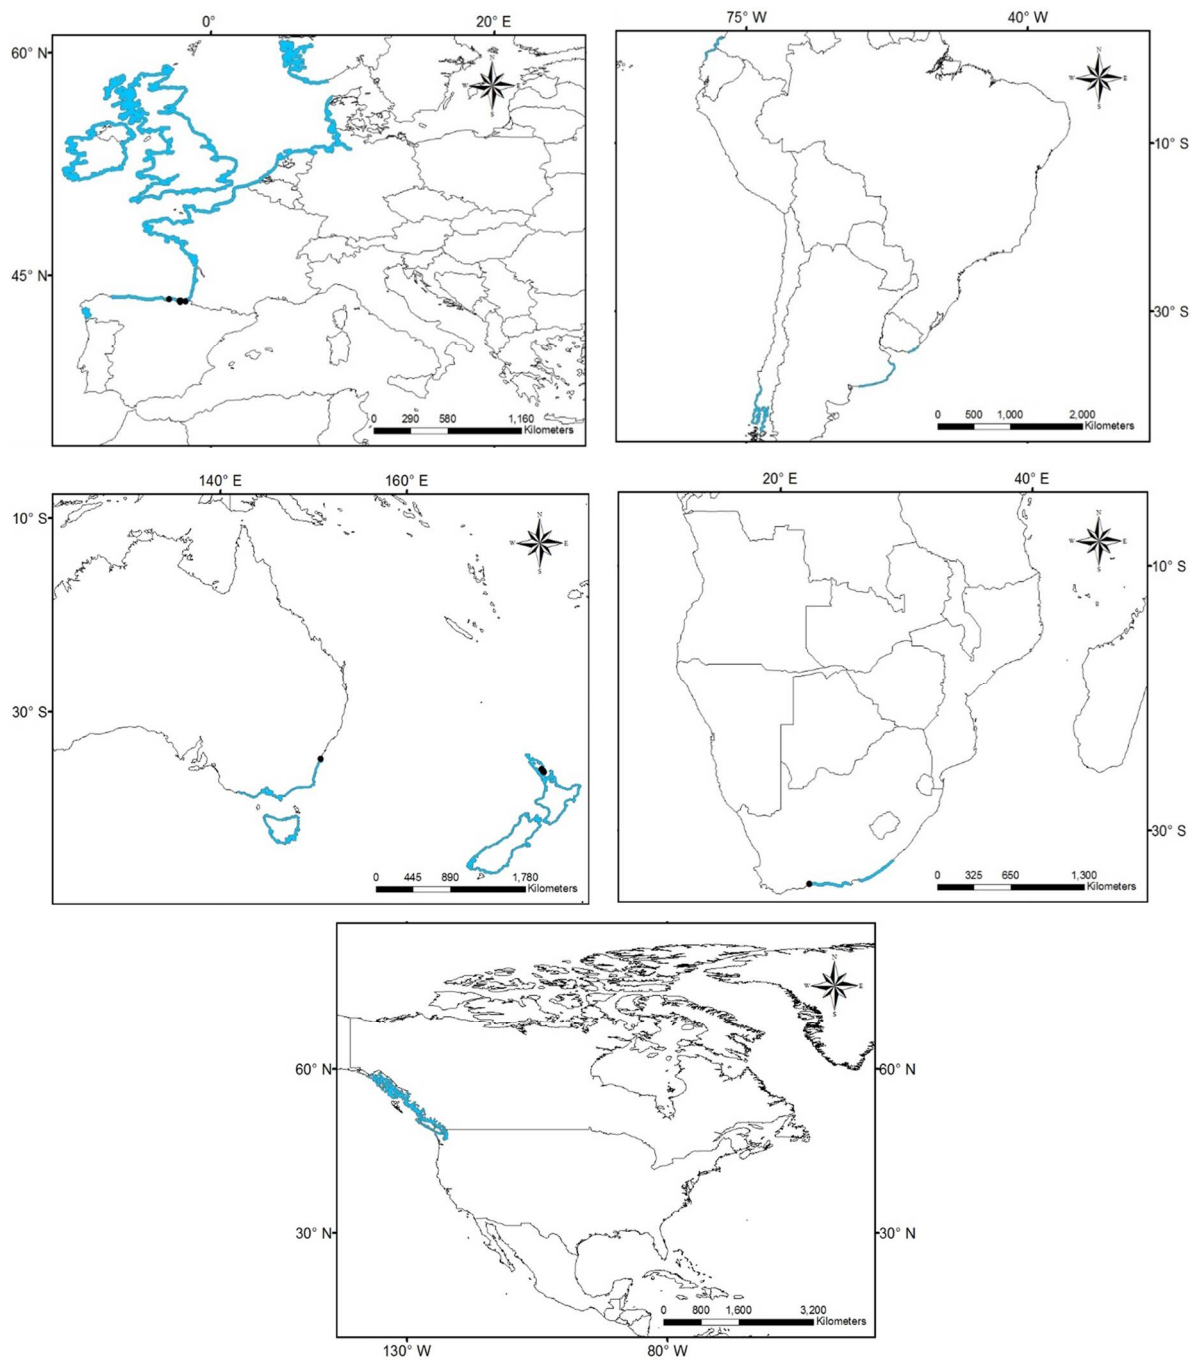 0° 20° E
60° N
N
W E
S
45° N
0 290 580 1,160
Kilometers
75° W 40° W
N
W E
S
10° S
30° S
0 500 1,000 2,000
Kilometers
140° E 160° E
10° S
N
W E
S
30° S
0 445 890 1,780
Kilometers
20° E 40° E
N
W E
S
10° S
30° S
0 325 650 1,300
Kilometers
N
W E
S
60° N 60° N
30° N 30° N
0 800 1,600 3,200
Kilometers
130° W 80° W